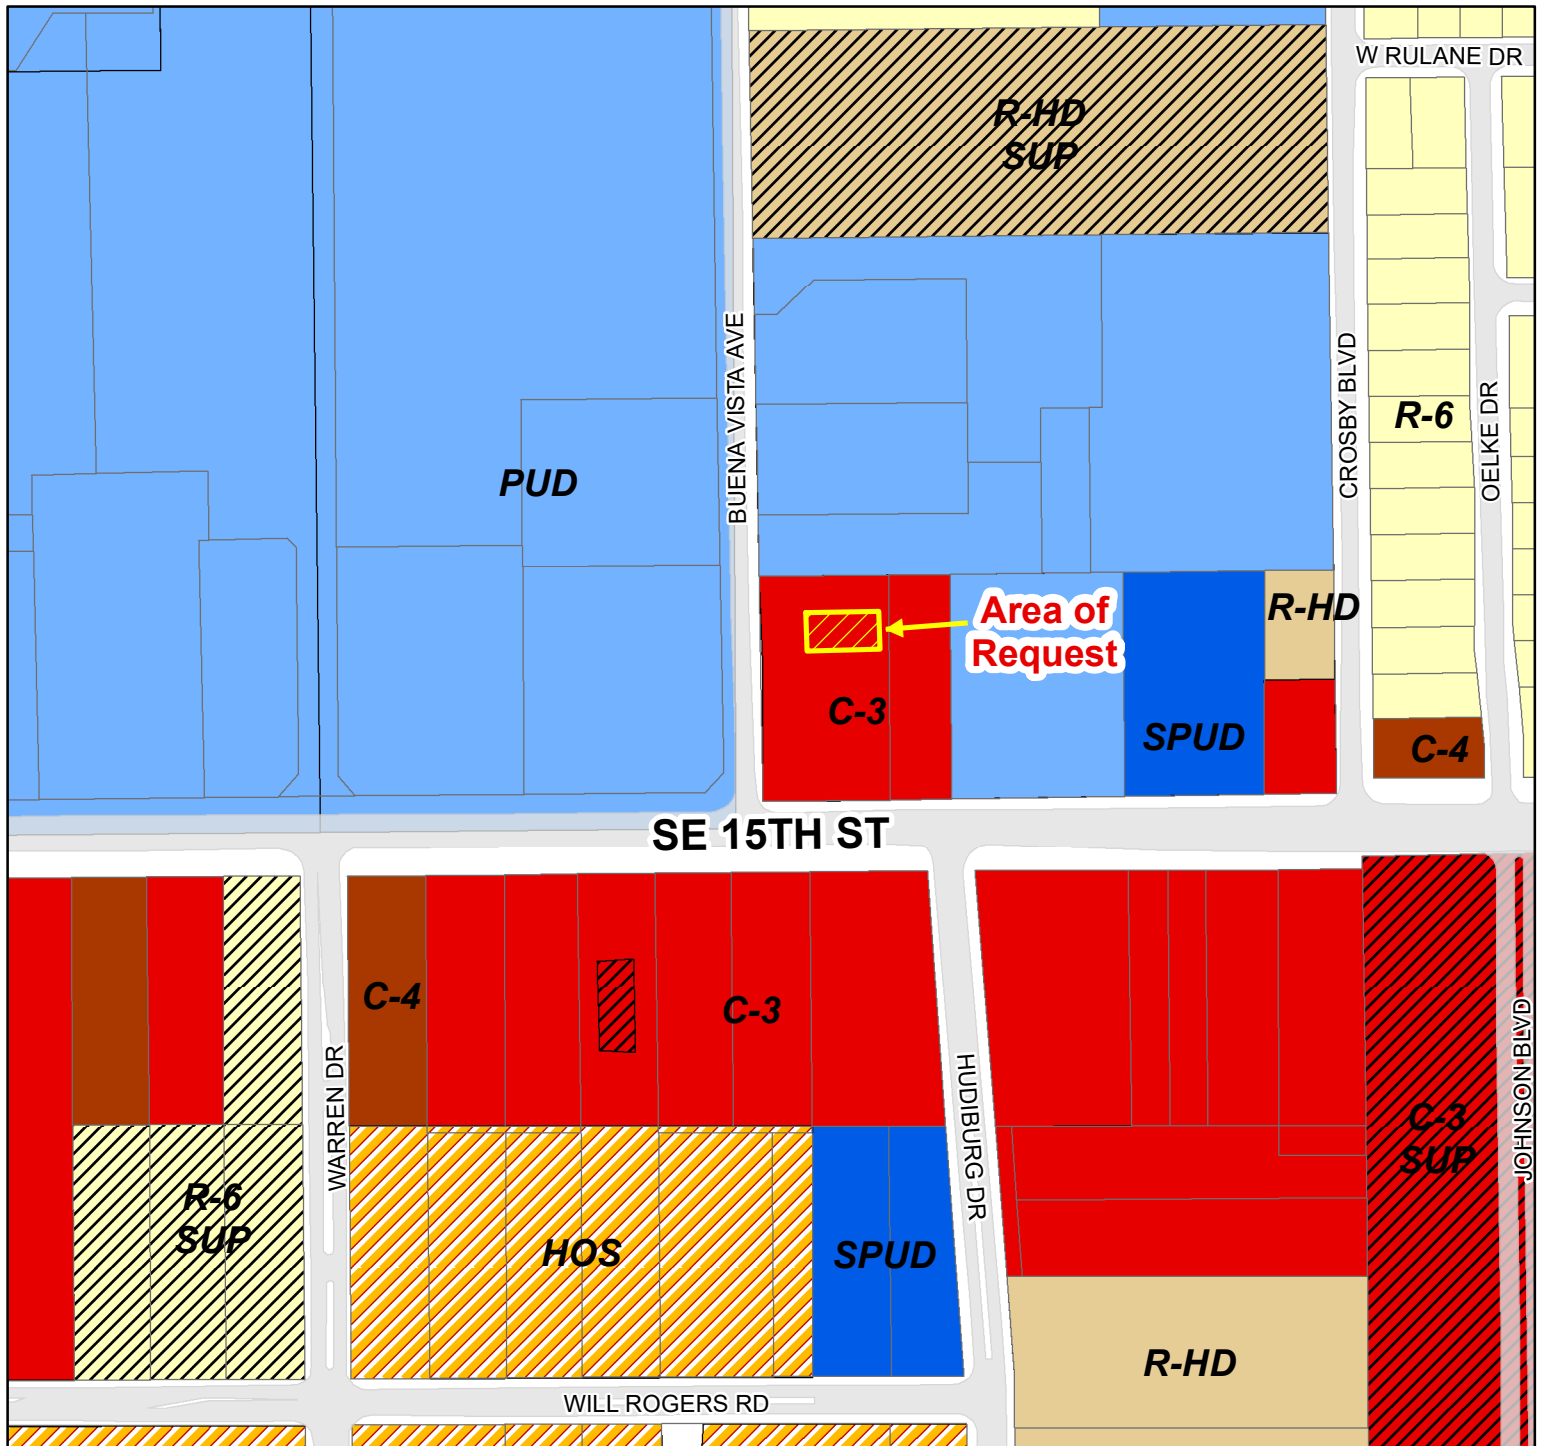 W RULANE DR
R-HD
SUP
BUENA VISTA AVE
CROSBY BLVD
R-6
OELKE DR
PUD
Area of
Request
R-HD
C-3
SPUD
C-4
SE 15TH ST
C-4
C-3
WARREN DR
HUDIBURG DR
C-3
SUP
JOHNSON BLVD
R-6
SUP
HOS
SPUD
R-HD
WILL ROGERS RD